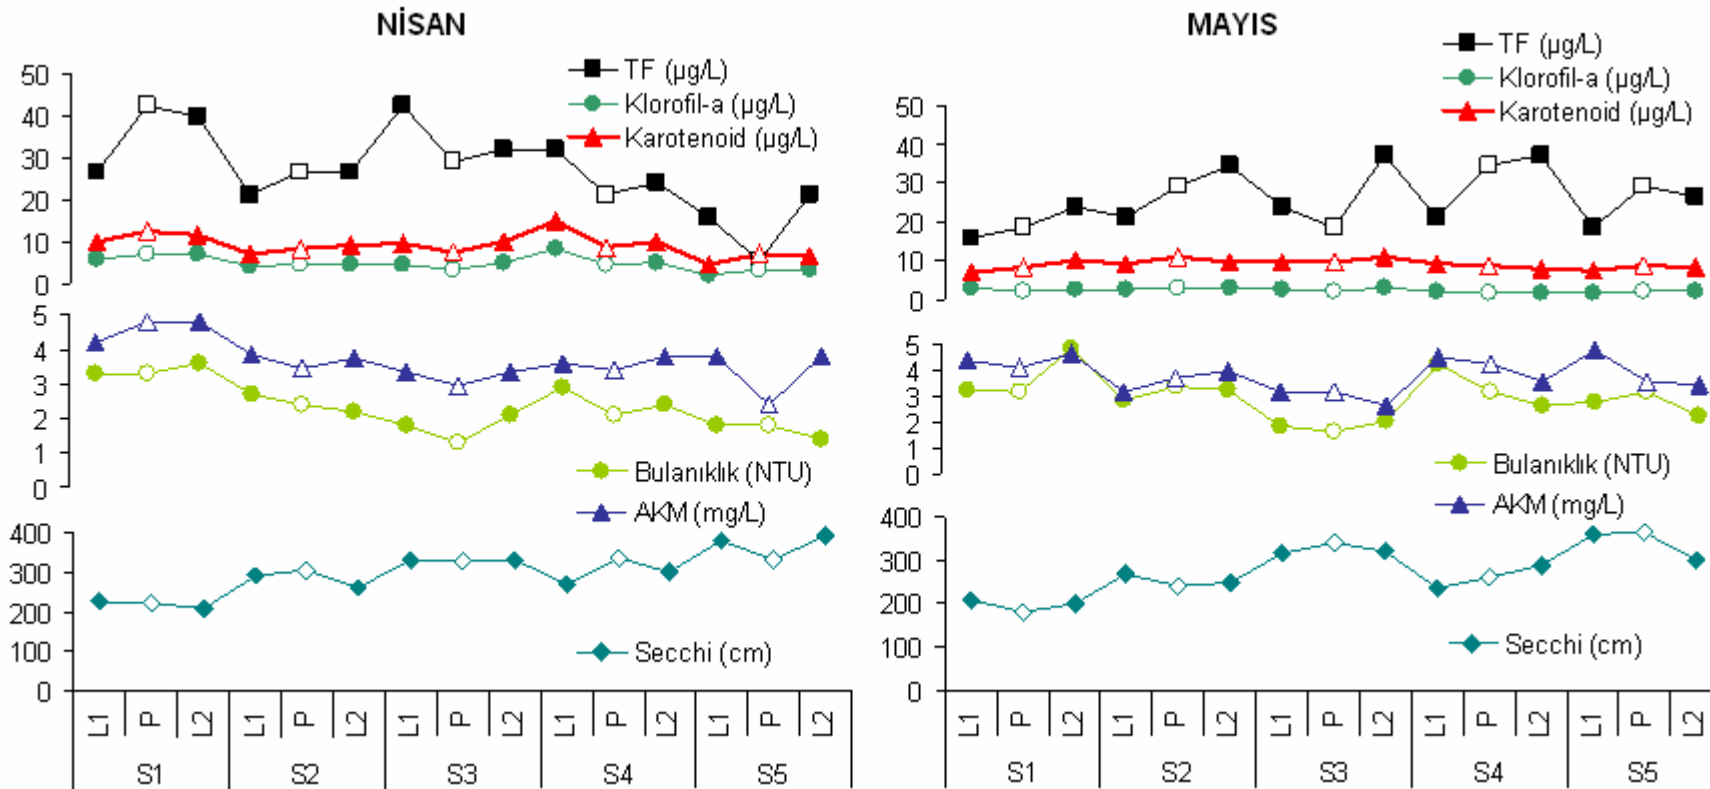 NİSAN
TF (µg/L)
Klorofil-a (µg/L)
Karotenoid (µg/L)
50
40
30
20
10
0
5
4
3
2
1
0
Bulanıklık (NTU)
AKM (mg/L)
400
300
200
100
0
Secchi (cm)
L1 P L2 L1 P L2 L1 P L2 L1 P L2 L1 P L2
S1 S2 S3 S4 S5
MAYIS
TF (µg/L)
Klorofil-a (µg/L)
Karotenoid (µg/L)
50
40
30
20
10
0
5
4
3
2
1
0
Bulanıklık (NTU)
AKM (mg/L)
400
300
200
100
0
Secchi (cm)
L1 P L2 L1 P L2 L1 P L2 L1 P L2 L1 P L2
S1 S2 S3 S4 S5